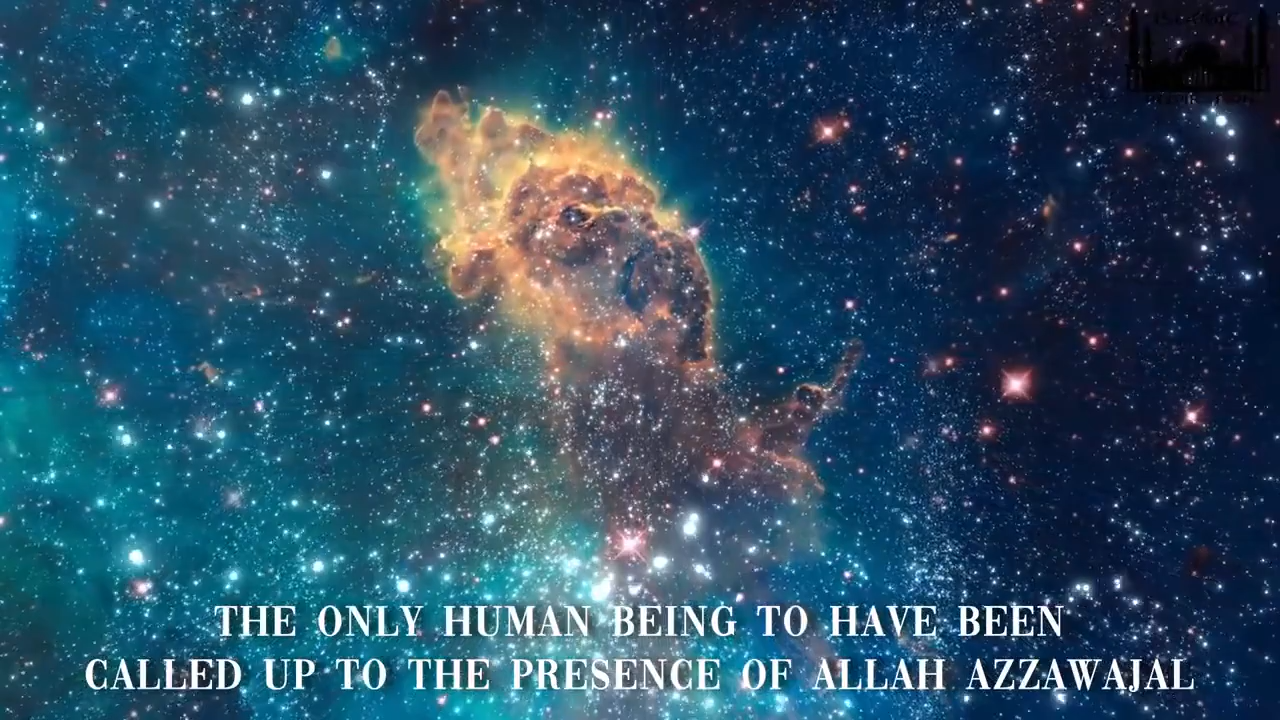 THE ONLY HUMAN BEING TO HAVE BEEN
CALLED UP TO THE PRESENCE OF ALLAH AZZAWAJAL